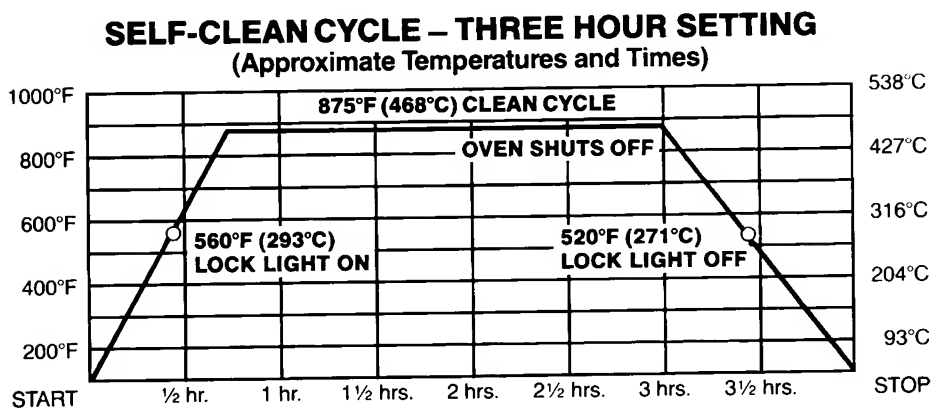 SELF-CLEAN CYCLE – THREE HOUR SETTING
(Approximate Temperatures and Times)
1000°F
538°C
875°F (468°C) CLEAN CYCLE
800°F
OVEN SHUTS OFF
427°C
600°F
316°C
560°F (293°C)
LOCK LIGHT ON
520°F (271°C)
LOCK LIGHT OFF
400°F
204°C
200°F
93°C
START
½ hr.
1 hr.
1½ hrs.
2 hrs.
2½ hrs.
3 hrs.
3½ hrs.
STOP